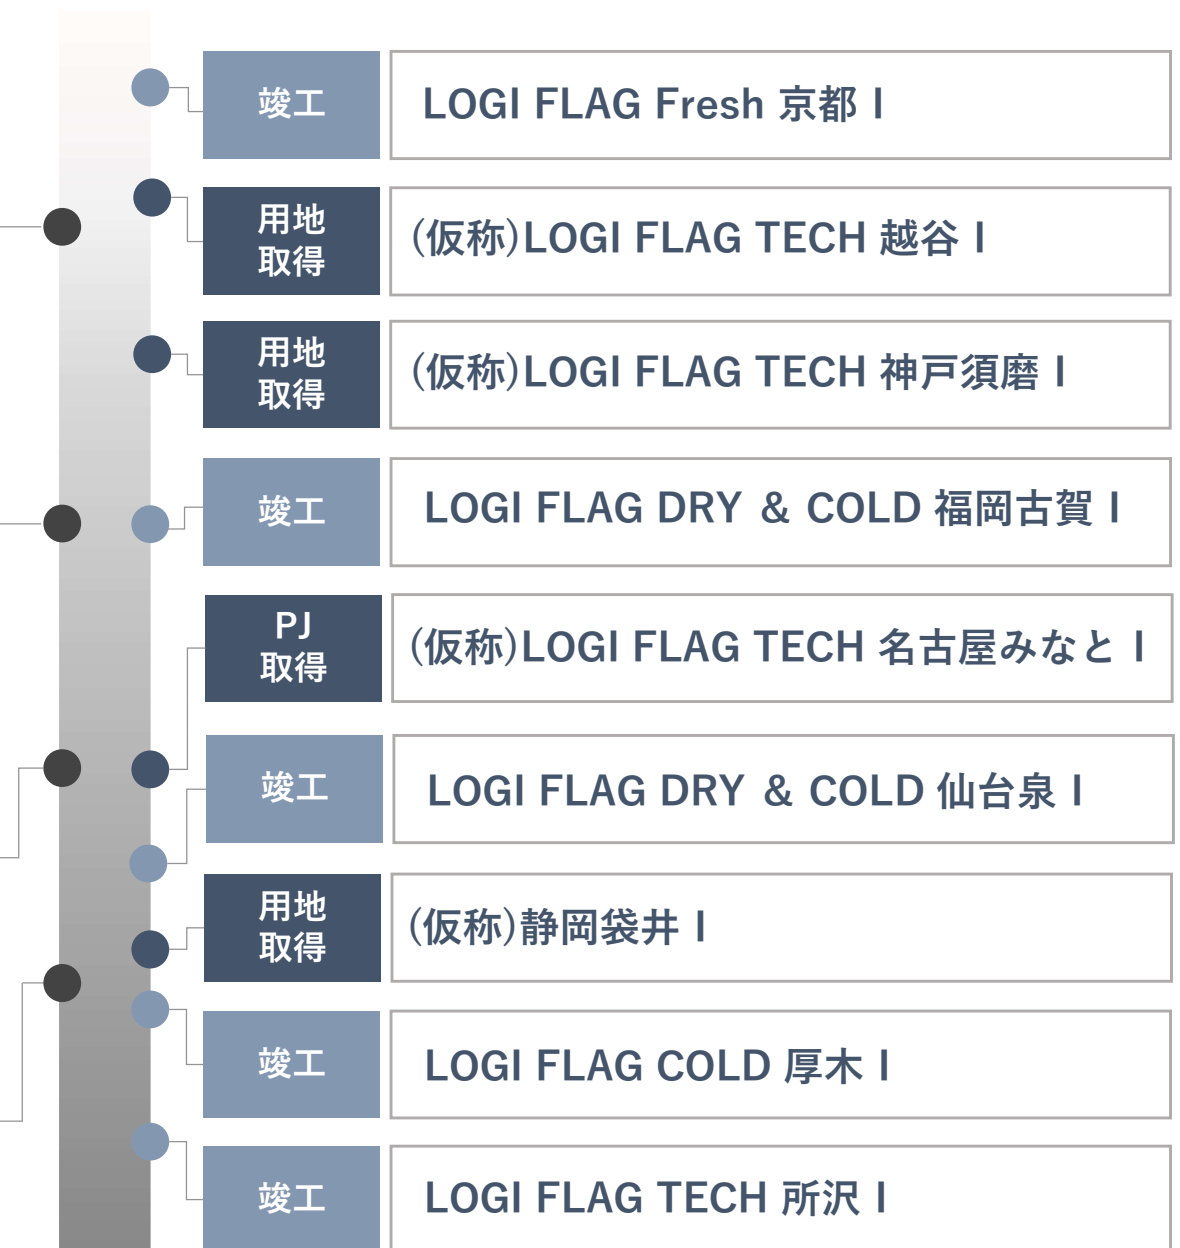 竣工
LOGI FLAG Fresh 京都 Ⅰ
用地
取得
(仮称)LOGI FLAG TECH 越谷 Ⅰ
用地
取得
(仮称)LOGI FLAG TECH 神戸須磨 Ⅰ
竣工
LOGI FLAG DRY & COLD 福岡古賀 Ⅰ
PJ
取得
(仮称)LOGI FLAG TECH 名古屋みなと Ⅰ
竣工
LOGI FLAG DRY & COLD 仙台泉 Ⅰ
用地
取得
(仮称)静岡袋井 Ⅰ
竣工
LOGI FLAG COLD 厚木 Ⅰ
竣工
LOGI FLAG TECH 所沢 Ⅰ